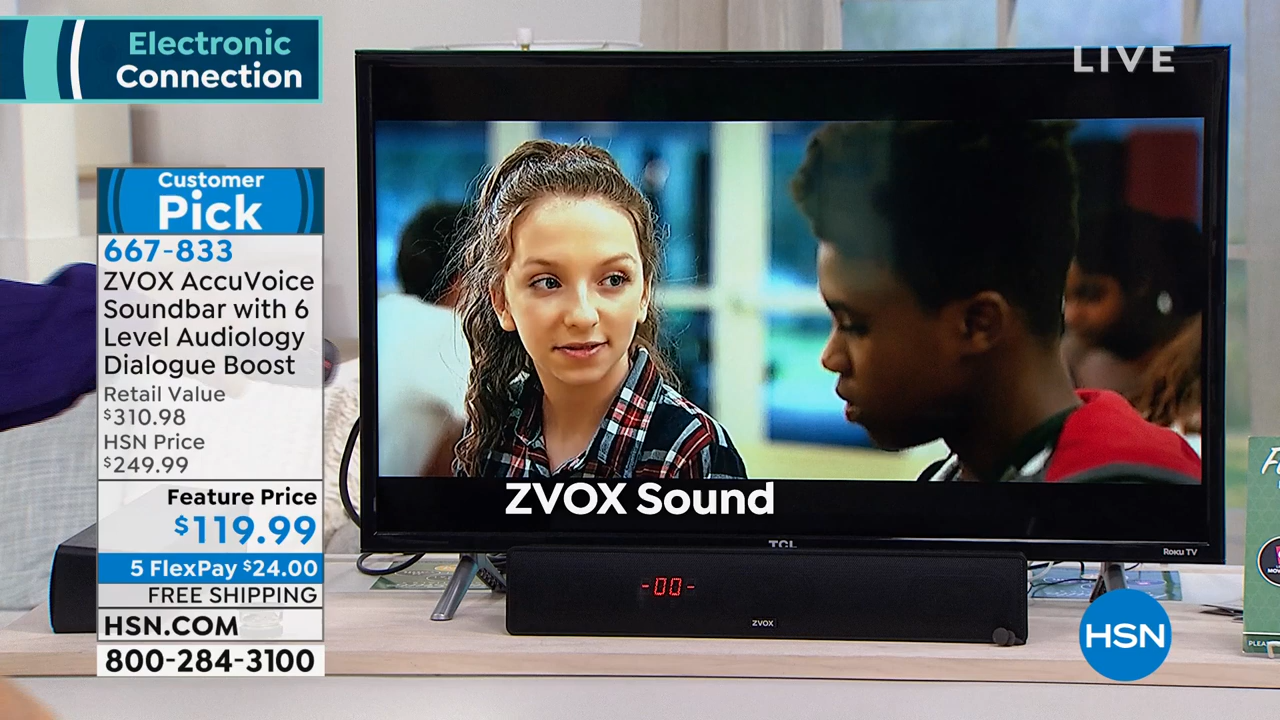 Electronic
Connection
LIVE
Customer
Pick
667-833
ZVOX AccuVoice
Soundbar with 6
Level Audiology
Dialogue Boost
Retail Value
$310.98
HSN Price
$249.99
Feature Price
$119.99
5 FlexPay $24.00
FREE SHIPPING
HSN.COM
800-284-3100
ZVOX Sound
TCL
Roku TV
-00-
ZVOX
HSN